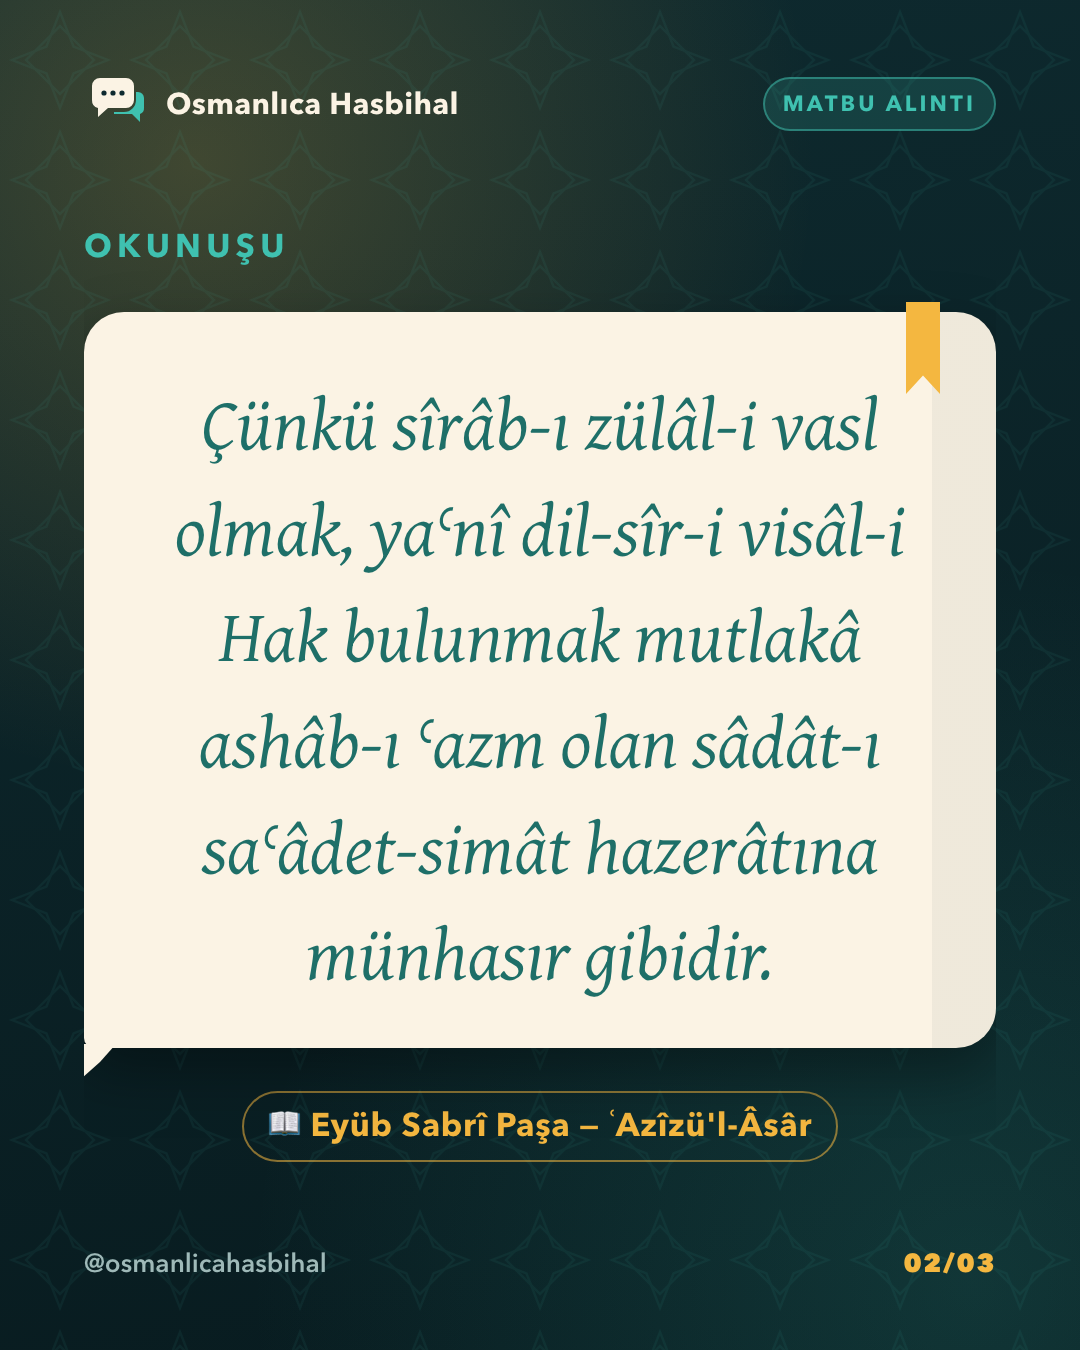 Osmanlıca Hasbihal
MATBU ALINTI
OKUNUŞU
Çünkü sîrâb-ı zülâl-i vasl
olmak, yaʿnî dil-sîr-i visâl-i
Hak bulunmak mutlakâ
ashâb-ı ʿazm olan sâdât-ı
saʿâdet-simât hazerâtına
münhasır gibidir.
📖 Eyüb Sabrî Paşa — ʿAzîzü'l-Âsâr
@osmanlicahasbihal
02/03